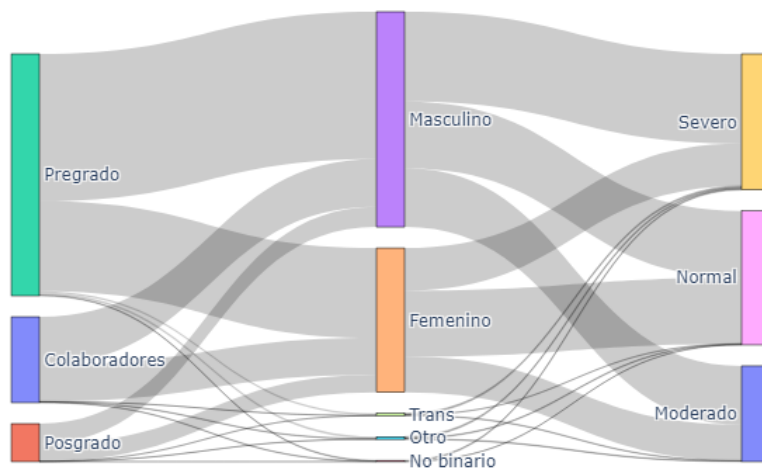 Pregrado
Colaboradores
Posgrado
Masculino
Femenino
Trans
Otro
No binario
Severo
Normal
Moderado